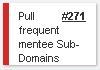 Pull #271
frequent
mentee Sub-
Domains